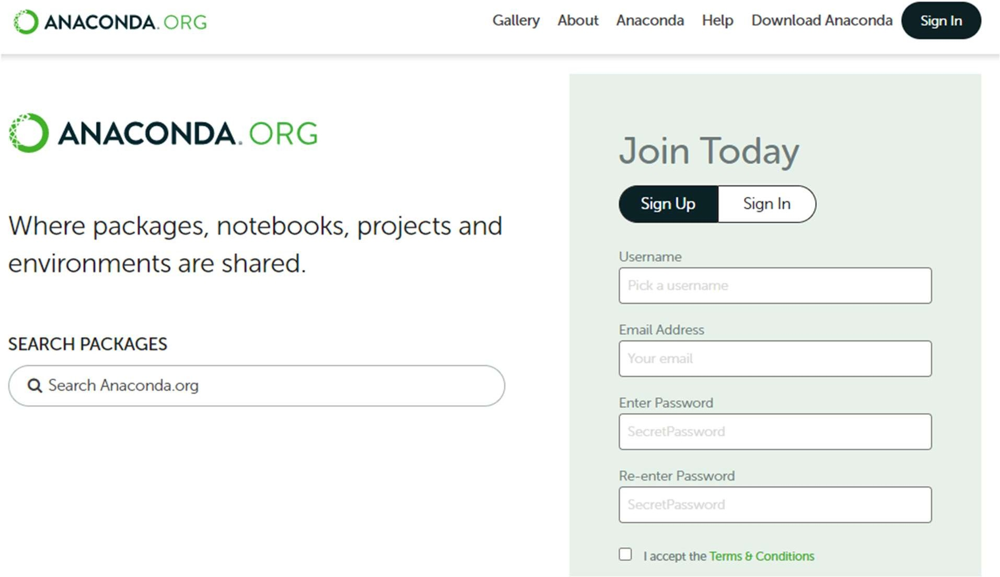 ANACONDA.ORG
Gallery About Anaconda Help Download Anaconda Sign In
ANACONDA.ORG
Where packages, notebooks, projects and
environments are shared.
SEARCH PACKAGES
Search Anaconda.org
Join Today
Sign Up Sign In
Username
Pick a username
Email Address
Your email
Enter Password
SecretPassword
Re-enter Password
SecretPassword
I accept the Terms & Conditions